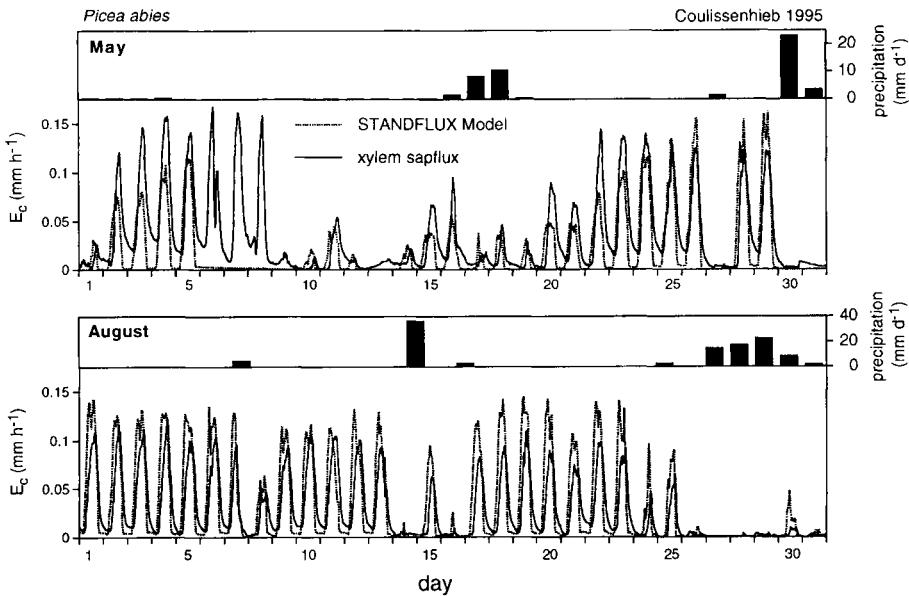 Picea abies
Coulissenhieb 1995
May
20
10
0
precipitation
(mm d⁻¹)
0.15
0.1
0.05
0
E_c (mm h⁻¹)
STANDFLUX Model
xylem sapflux
1 5 10 15 20 25 30
August
40
20
0
precipitation
(mm d⁻¹)
0.15
0.1
0.05
0
E_c (mm h⁻¹)
1 5 10 15 20 25 30
day